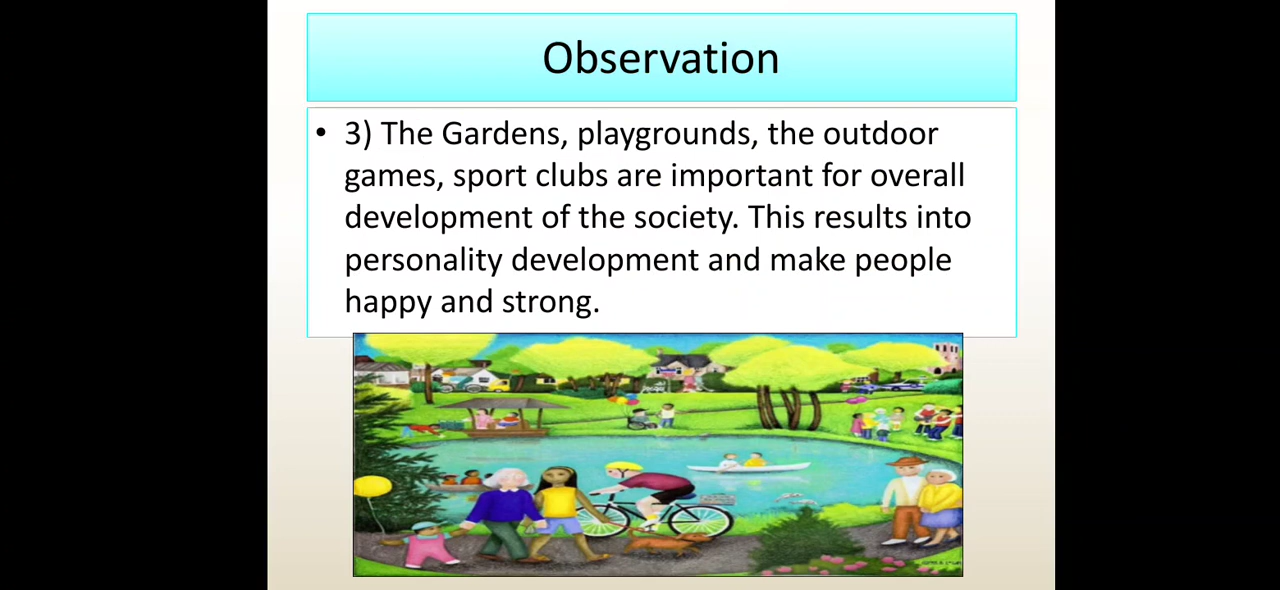 Observation
• 3) The Gardens, playgrounds, the outdoor
games, sport clubs are important for overall
development of the society. This results into
personality development and make people
happy and strong.